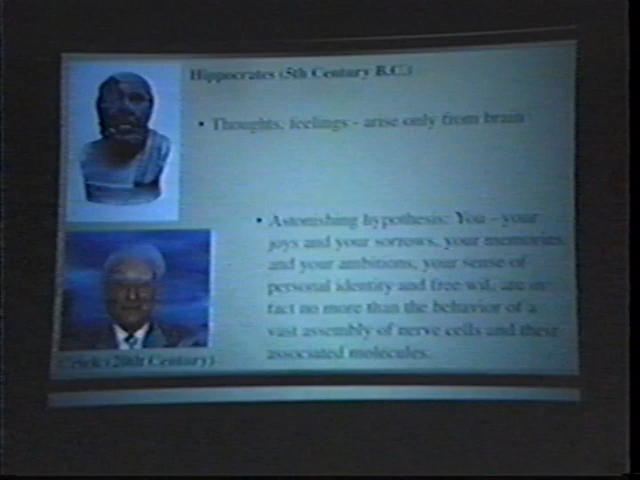 Hippocrates (5th Century B.C.)
• Thoughts, feelings - arise only from brain
• Astonishing hypothesis: You - your
joys and your sorrows, your memories
and your ambitions, your sense of
personal identity and free will, are in
fact no more than the behavior of a
vast assembly of nerve cells and their
associated molecules.
Crick (20th Century)